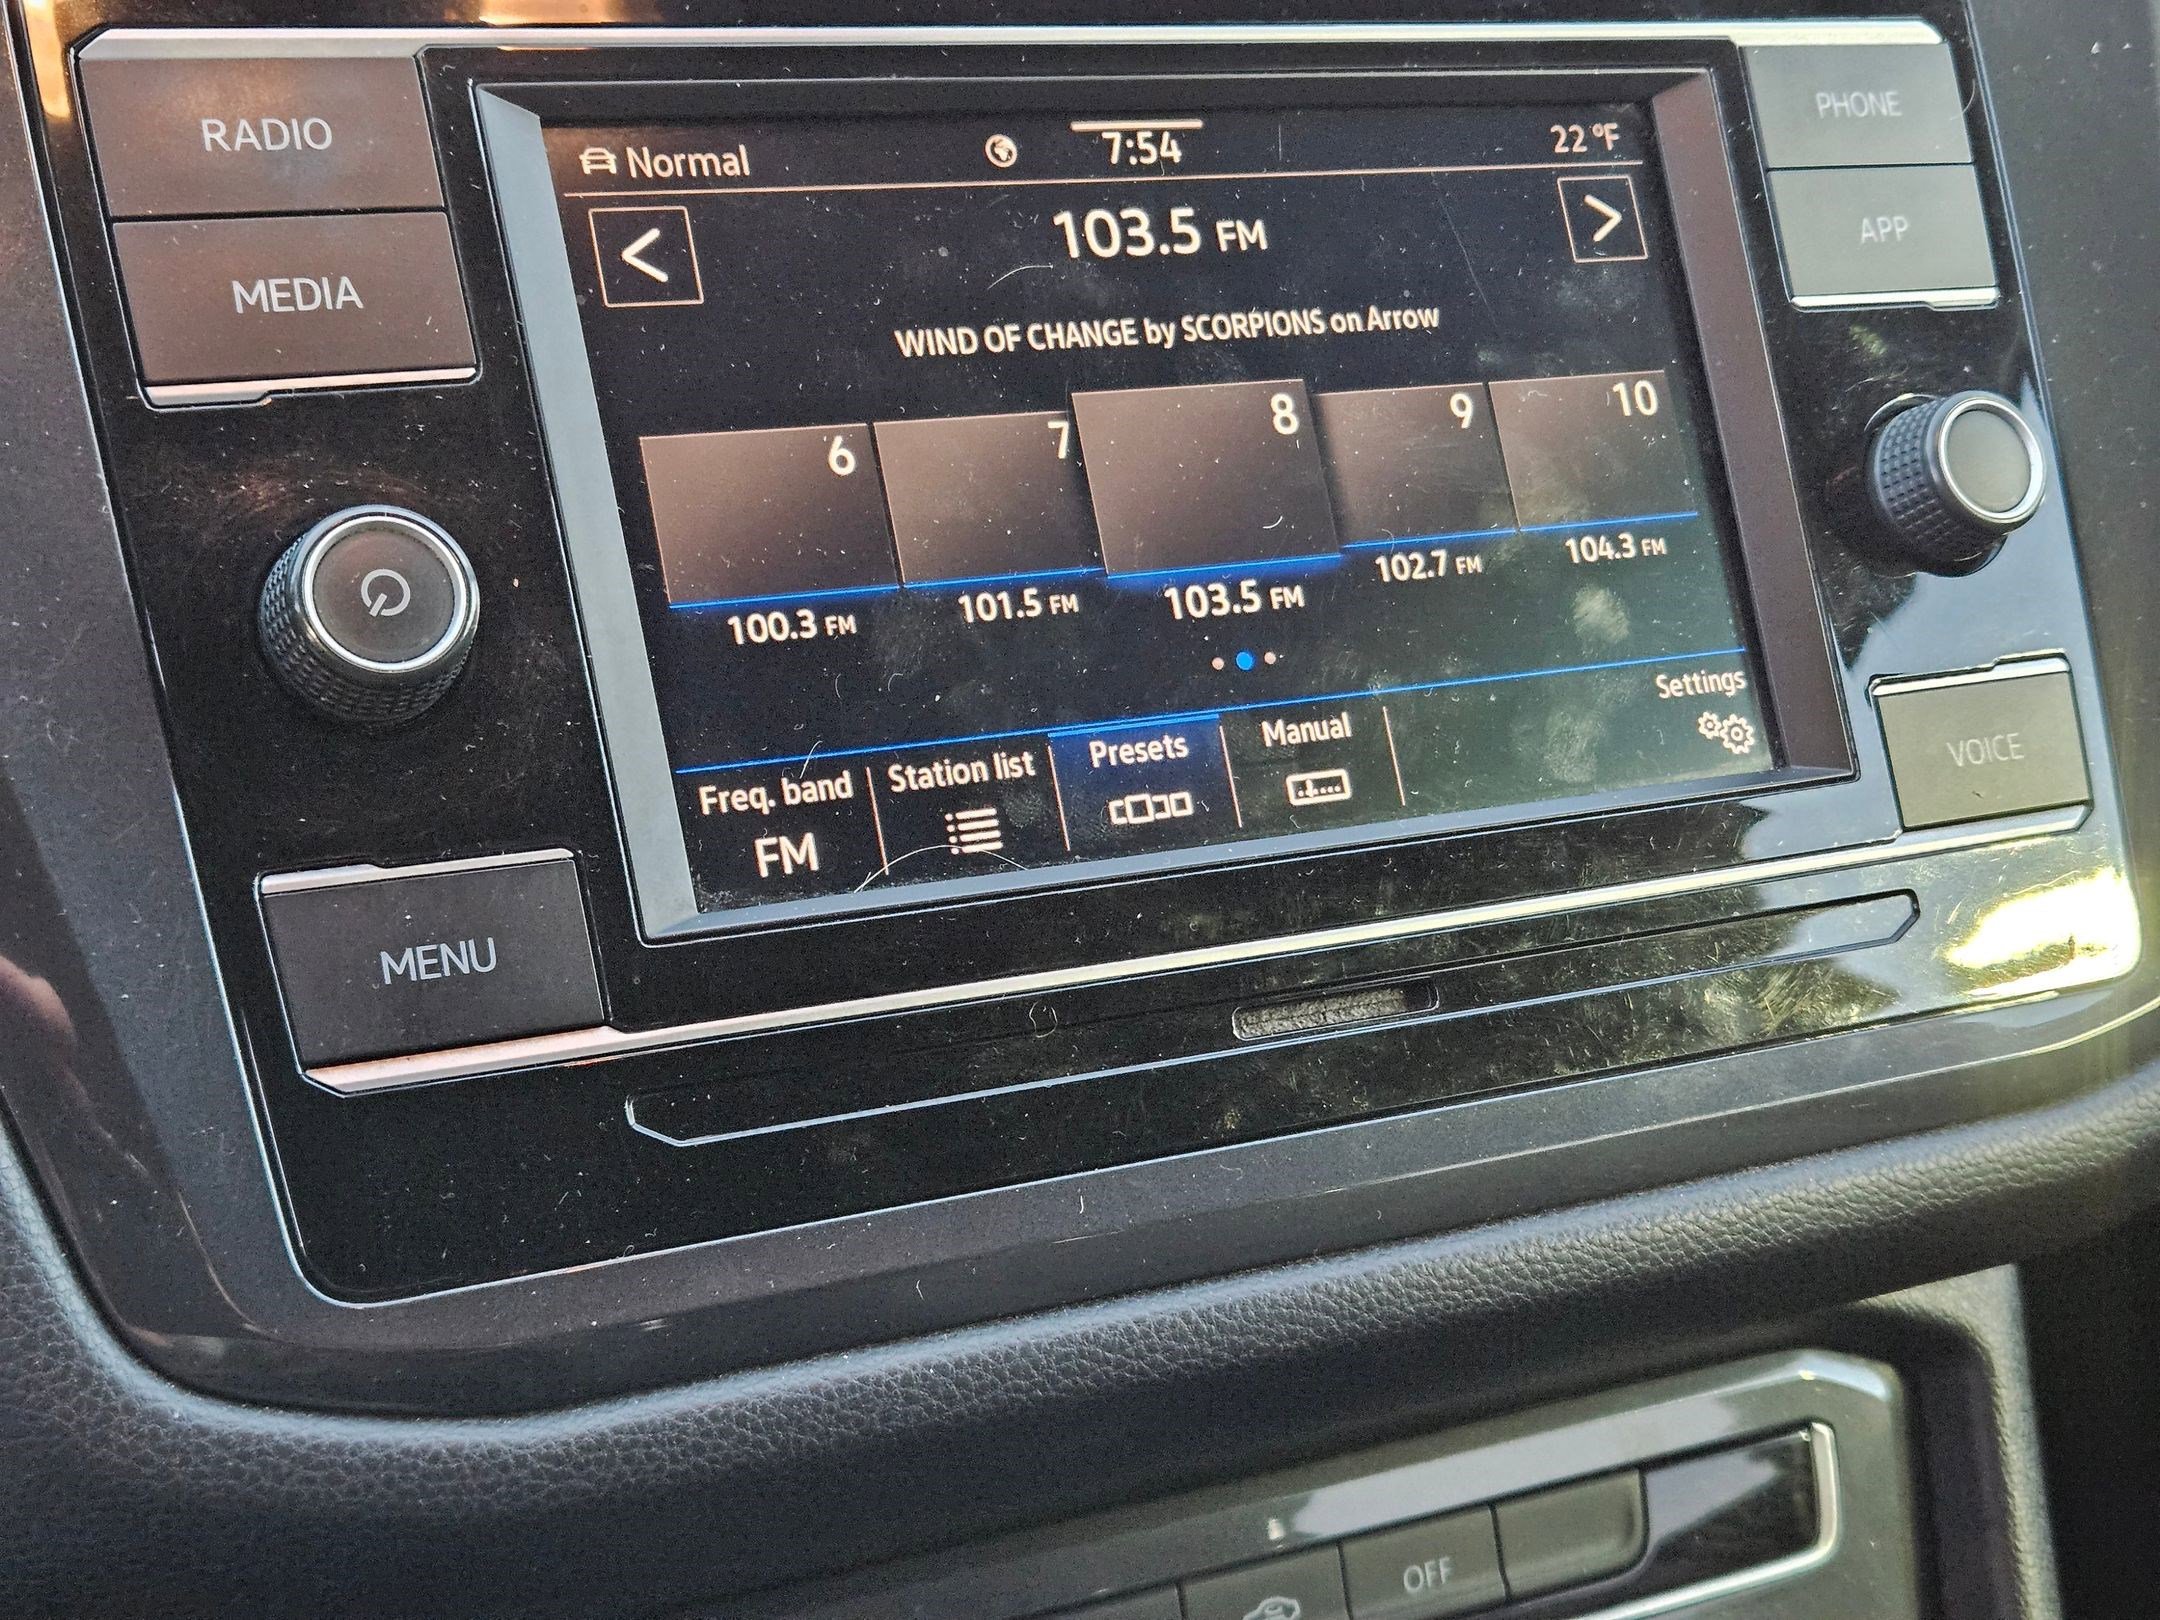 RADIO
MEDIA
MENU
PHONE
APP
VOICE
Normal
7:54
22 °F
<
103.5 FM
>
WIND OF CHANGE by SCORPIONS on Arrow
6
7
8
9
10
100.3 FM
101.5 FM
103.5 FM
102.7 FM
104.3 FM
Freq. band
FM
Station list
Presets
Manual
Settings
OFF